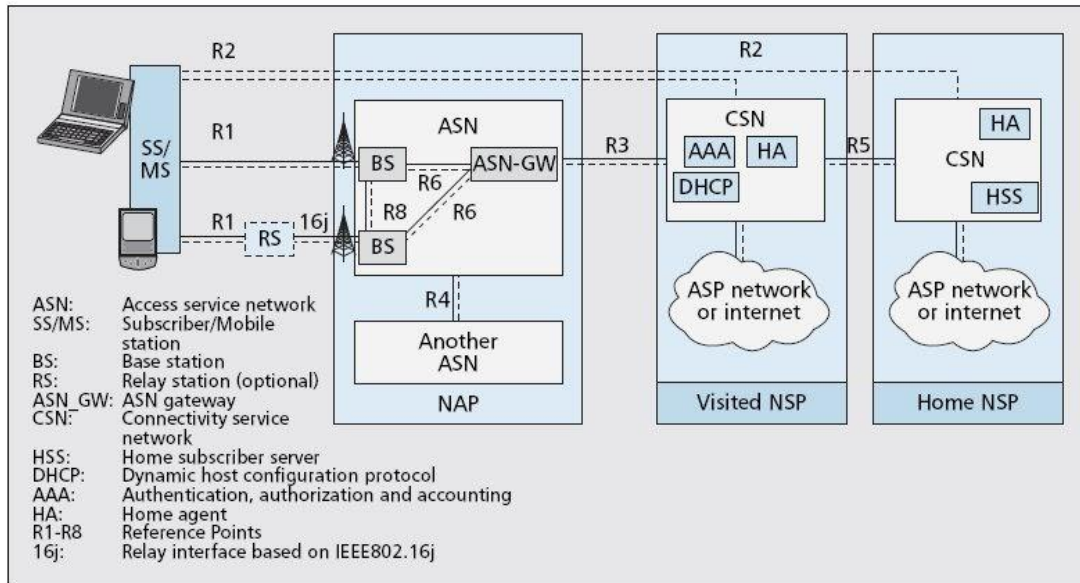 R2
R2
SS/
MS
R1
R1
RS
16j
ASN
BS
ASN-GW
R6
R8
R6
BS
R4
Another
ASN
NAP
R3
CSN
AAA
HA
DHCP
ASP network
or internet
Visited NSP
R5
HA
CSN
HSS
ASP network
or internet
Home NSP
ASN: Access service network
SS/MS: Subscriber/Mobile
station
BS: Base station
RS: Relay station (optional)
ASN_GW: ASN gateway
CSN: Connectivity service
network
HSS: Home subscriber server
DHCP: Dynamic host configuration protocol
AAA: Authentication, authorization and accounting
HA: Home agent
R1-R8 Reference Points
16j: Relay interface based on IEEE802.16j